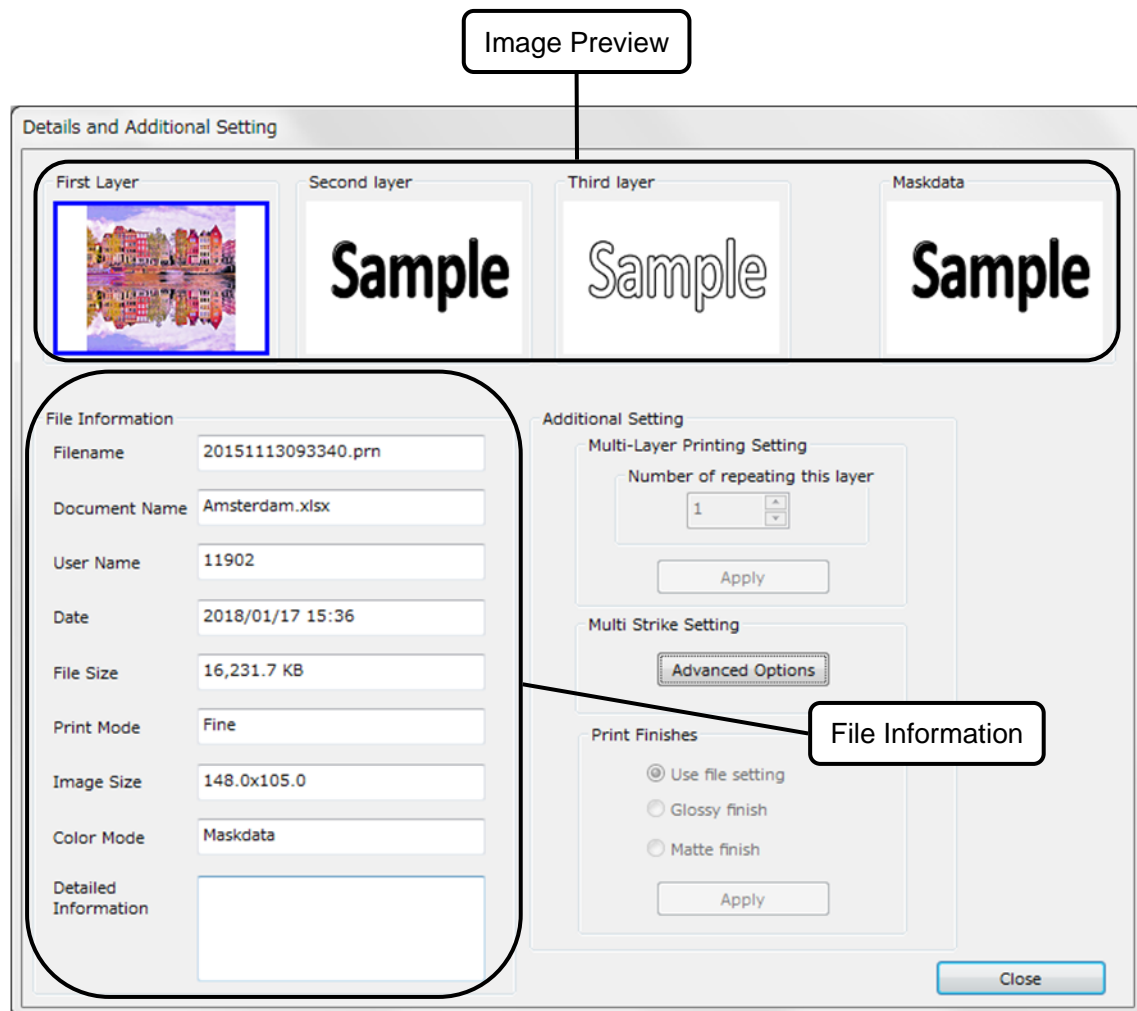 Image Preview
Details and Additional Setting
First Layer
Second layer
Third layer
Maskdata
Sample
Sample
Sample
File Information
Filename
20151113093340.prn
Document Name
Amsterdam.xlsx
User Name
11902
Date
2018/01/17 15:36
File Size
16,231.7 KB
Print Mode
Fine
Image Size
148.0x105.0
Color Mode
Maskdata
Detailed
Information
Additional Setting
Multi-Layer Printing Setting
Number of repeating this layer
1
Apply
Multi Strike Setting
Advanced Options
Print Finishes
Use file setting
Glossy finish
Matte finish
Apply
File Information
Close